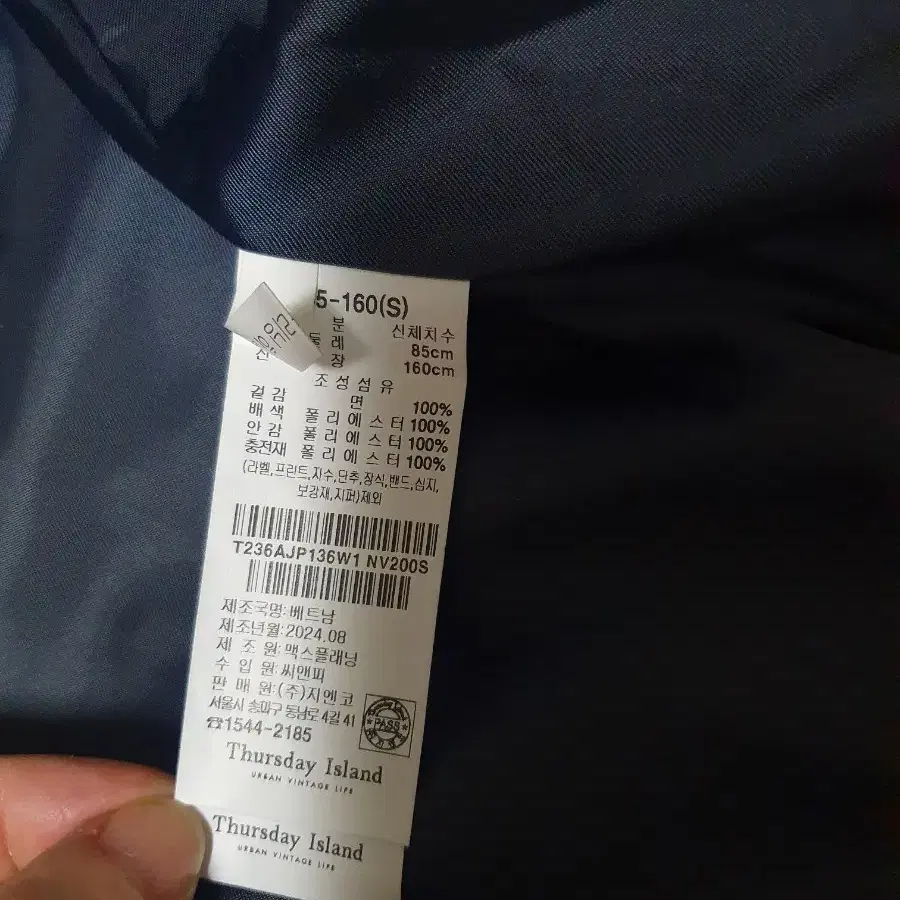 5-160(S)
분 신체치수
둘레 85cm
신 장 160cm
조성섬유
겉감 면 100%
배색 폴리에스터 100%
안감 폴리에스터 100%
충전재 폴리에스터 100%
(라벨,프린트,자수,단추,장식,밴드,심지,
보강재,지퍼)제외
T236AJP136W1 NV200S
제조국명:베트남
제조년월:2024.08
제 조 원:맥스플래닝
수 입 원:씨앤피
판 매 원:(주)지엔코
서울시 송파구 동남로 4길 41
☎1544-2185
PASS
Thursday Island
URBAN VINTAGE LIFE
Thursday Island
URBAN VINTAGE LIFE